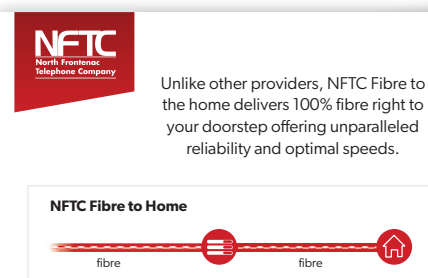 NFTC
North Frontenac
Telephone Company
Unlike other providers, NFTC Fibre to
the home delivers 100% fibre right to
your doorstep offering unparalleled
reliability and optimal speeds.
NFTC Fibre to Home
fibre
fibre